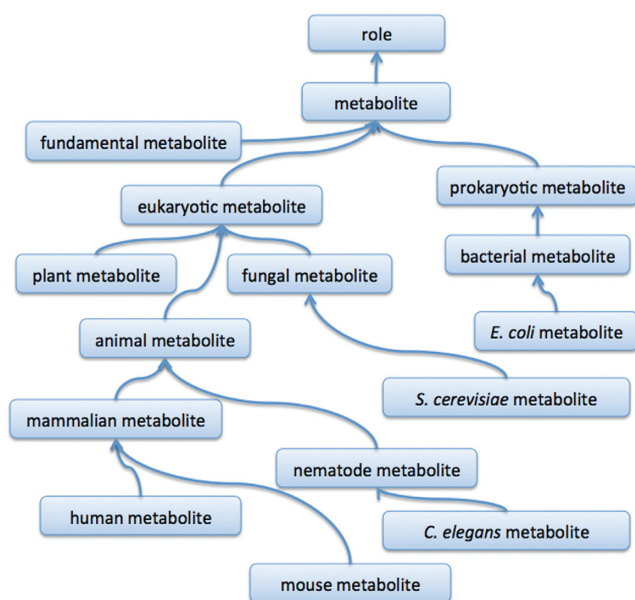 role
metabolite
fundamental metabolite
eukaryotic metabolite
prokaryotic metabolite
plant metabolite
fungal metabolite
bacterial metabolite
animal metabolite
E. coli metabolite
S. cerevisiae metabolite
mammalian metabolite
nematode metabolite
human metabolite
C. elegans metabolite
mouse metabolite